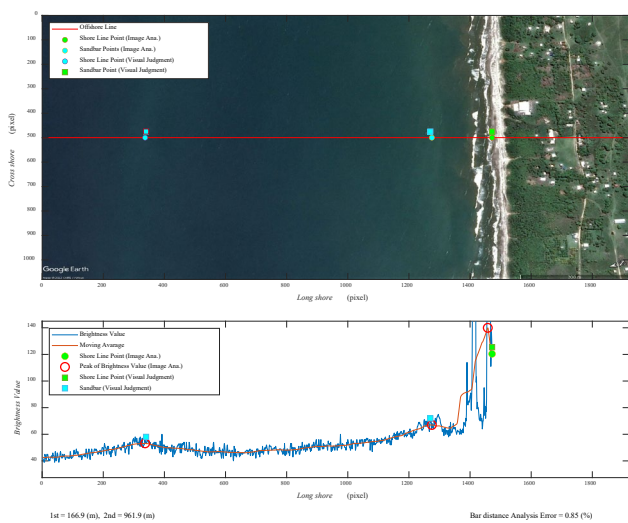 0
Offshore Line
Shore Line Point (Image Ana.)
Sandbar Points (Image Ana.)
Shore Line Point (Visual Judgment)
Sandbar Point (Visual Judgment)
100
200
300
400
500
600
700
800
900
1000
Cross shore (pixel)
Google Earth
0 200 400 600 800 1000 1200 1400 1600 1800
Long shore (pixel)
140
120
100
80
60
40
Brightness Value
Brightness Value
Moving Avarage
Shore Line Point (Image Ana.)
Peak of Brightness Value (Image Ana.)
Shore Line Point (Visual Judgment)
Sandbar (Visual Judgment)
0 200 400 600 800 1000 1200 1400 1600 1800
Long shore (pixel)
1st = 166.9 (m), 2nd = 961.9 (m)
Bar distance Analysis Error = 0.85 (%)